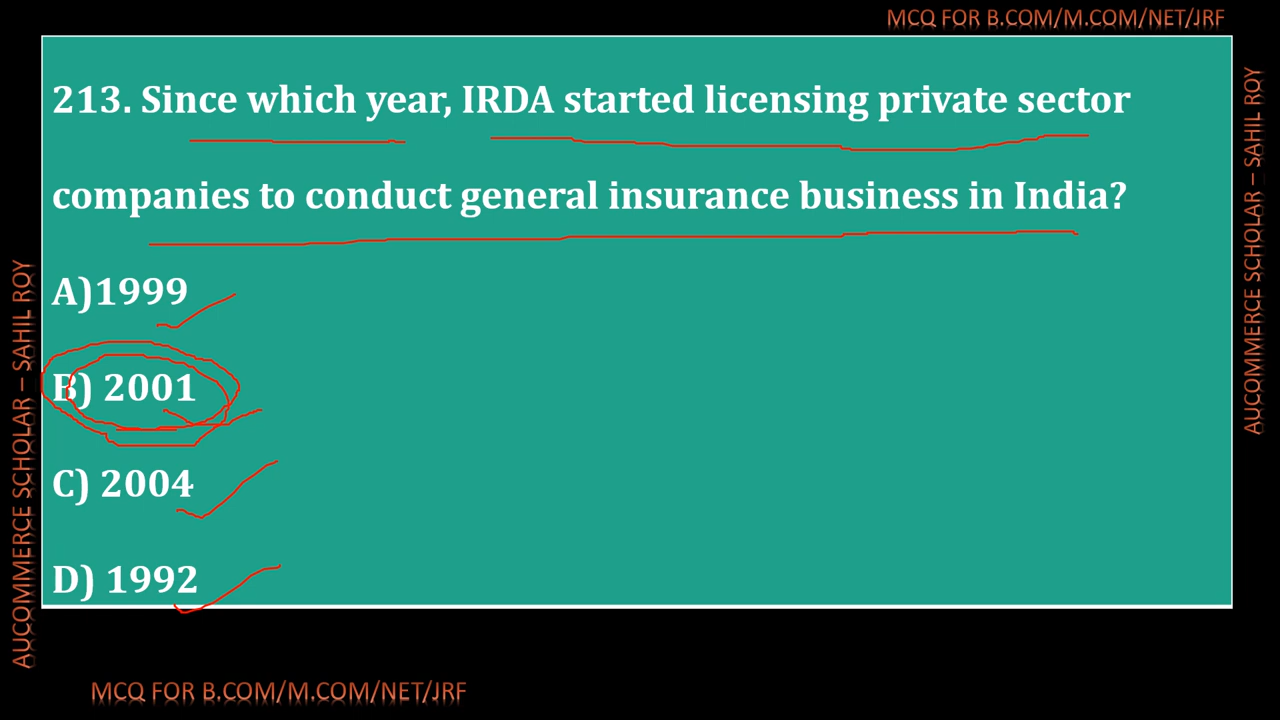 MCQ FOR B.COM/M.COM/NET/JRF
213. Since which year, IRDA started licensing private sector
companies to conduct general insurance business in India?
A)1999
B) 2001
C) 2004
D) 1992
AUCOMMERCE SCHOLAR – SAHIL ROY
AUCOMMERCE SCHOLAR – SAHIL ROY
MCQ FOR B.COM/M.COM/NET/JRF